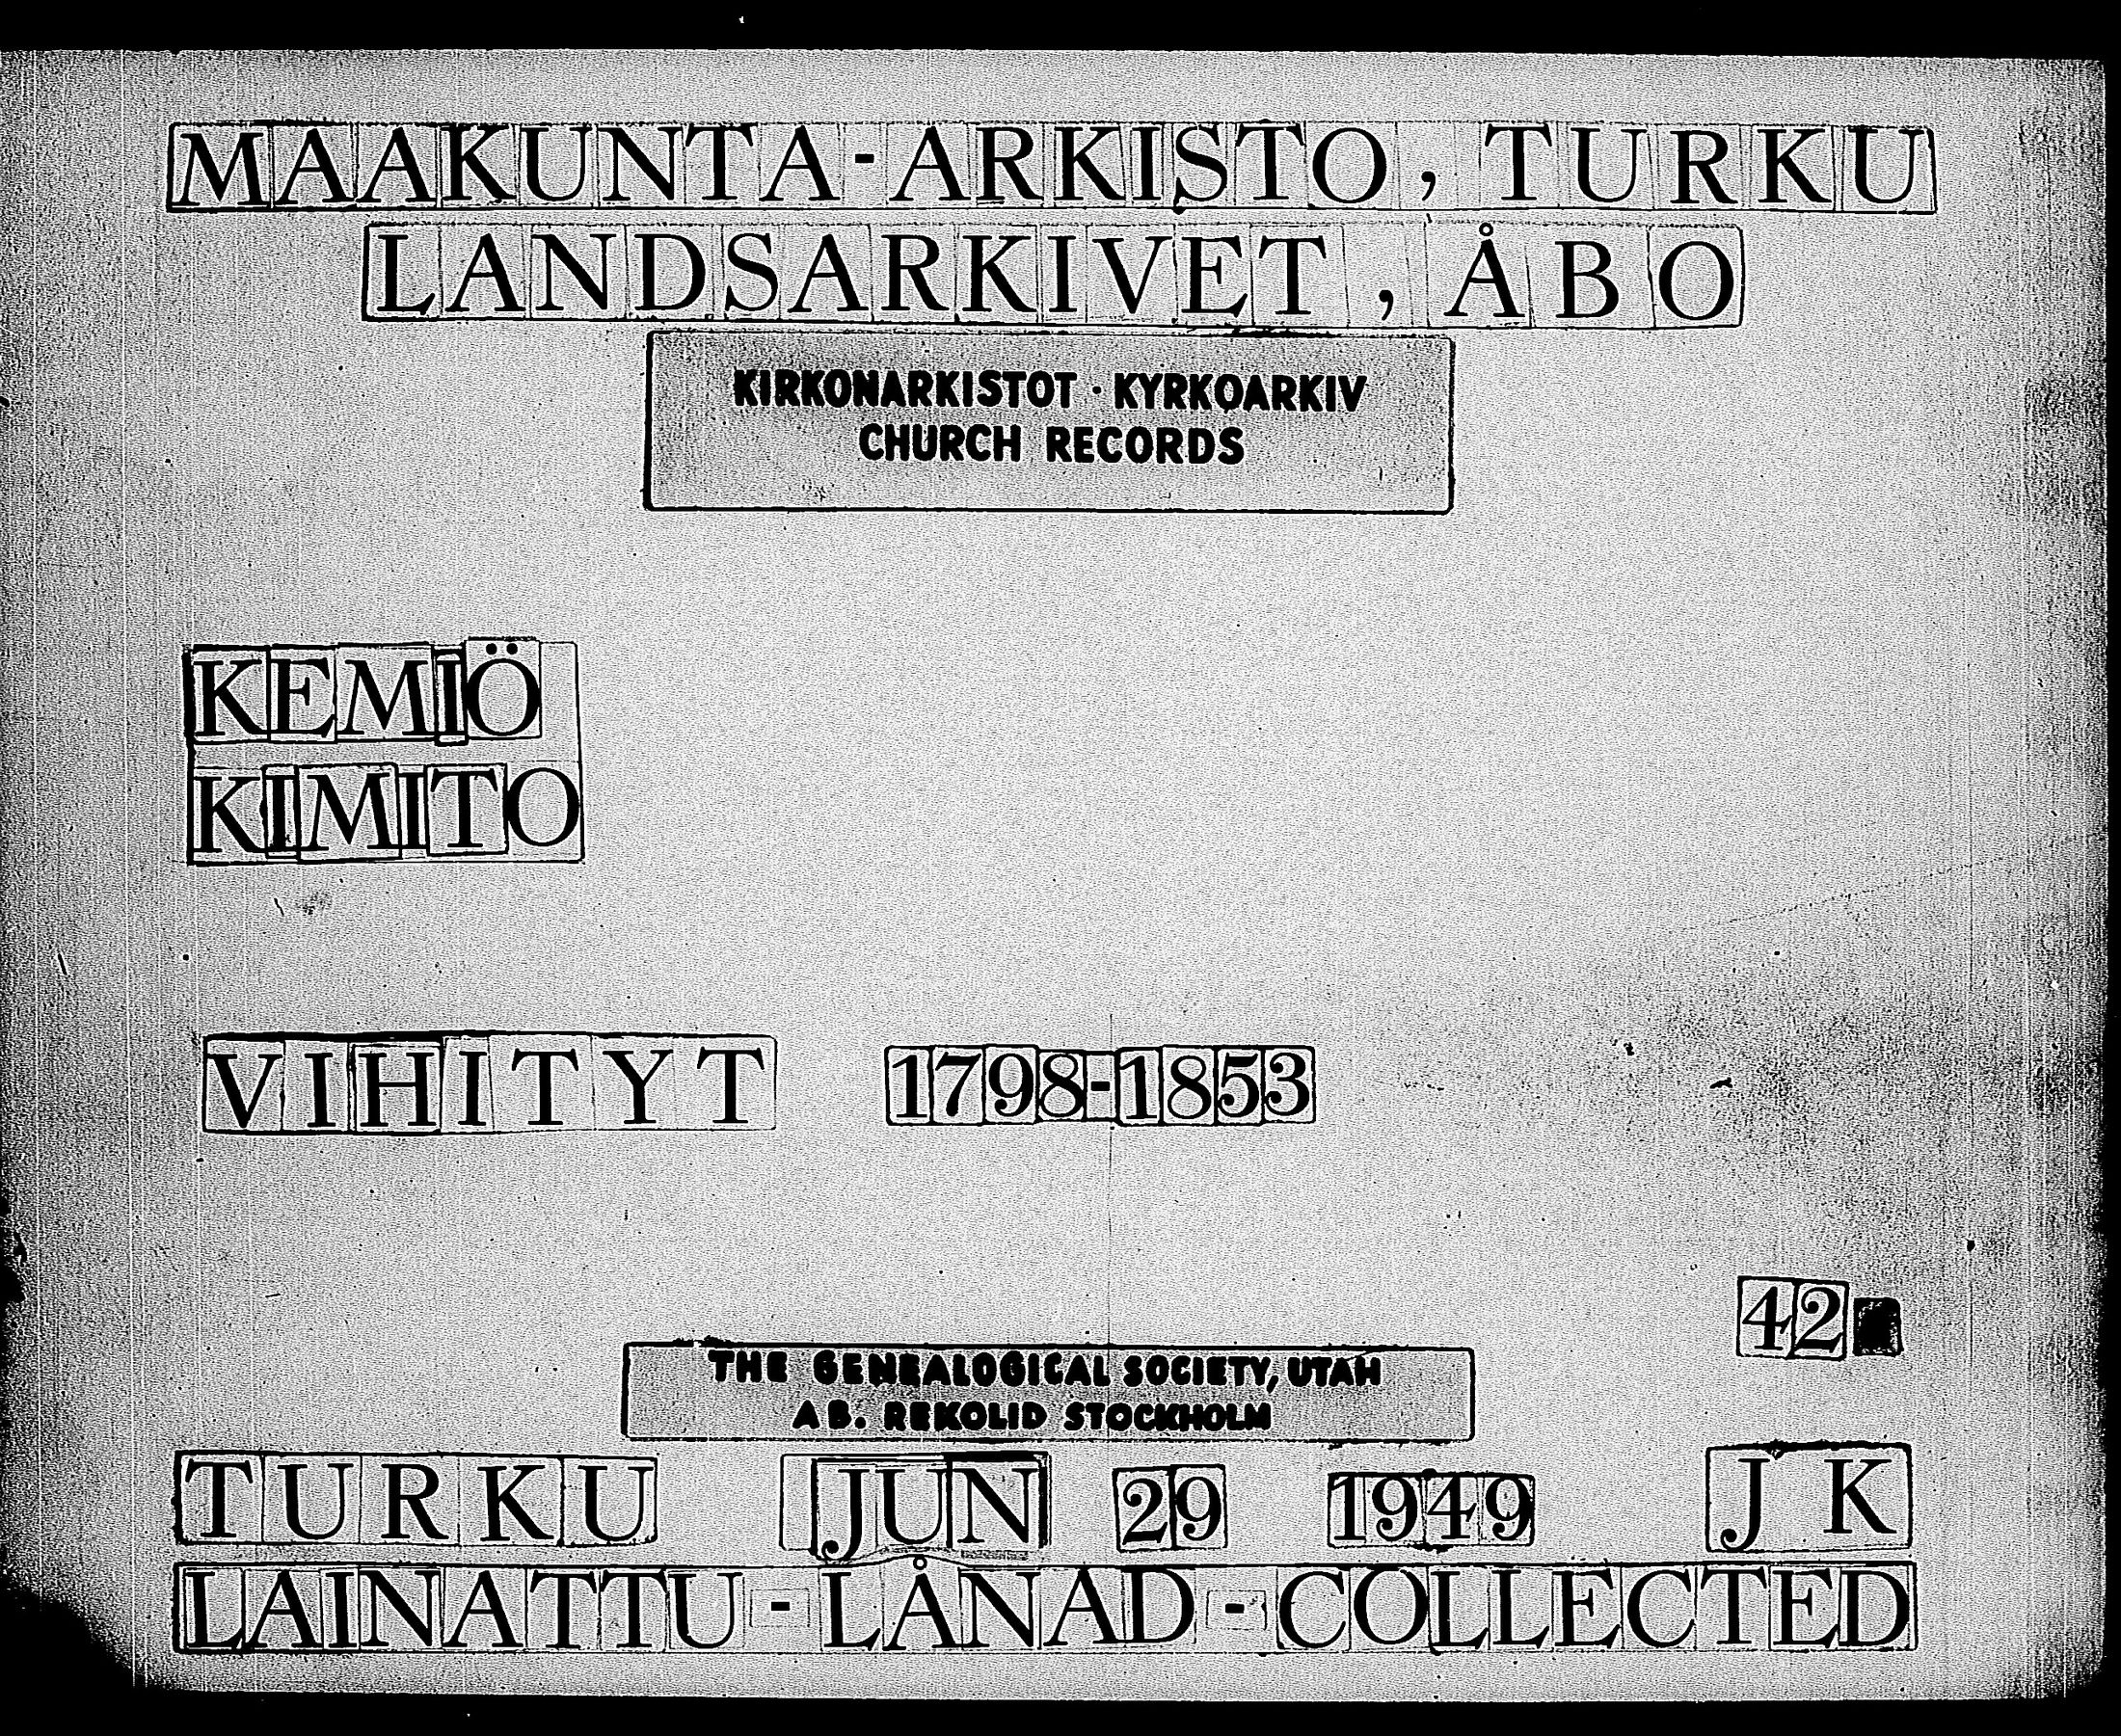 MAAKUNTA-ARKISTO, TURKU
LANDSARKIVET, ÅBO
KIRKONARKISTOT · KYRKOARKIV
CHURCH RECORDS
KEMIÖ
KIMITO
VIHITYT 1798-1853
42
THE GENEALOGICAL SOCIETY, UTAH
AB. REKOLID STOCKHOLM
TURKU JUN 29 1949 J K
LAINATTU-LÅNAD-COLLECTED